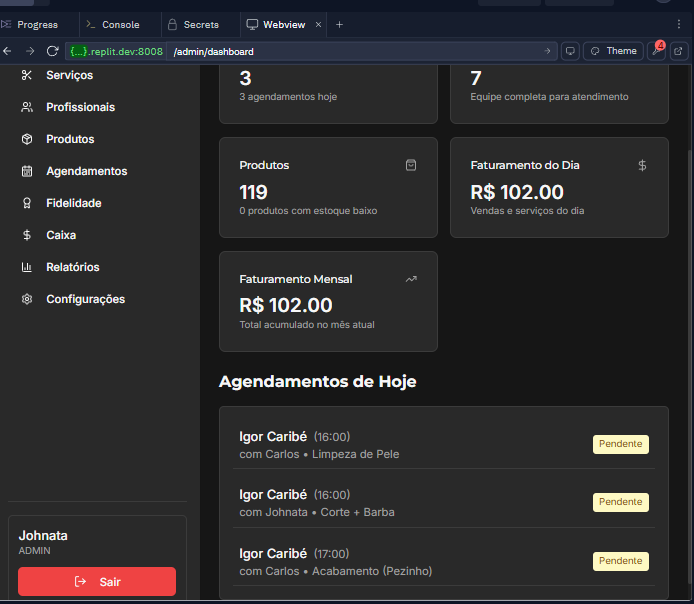 Progress
Console
Secrets
Webview
{...}.replit.dev:8008
/admin/dashboard
Theme
4
Serviços
Profissionais
Produtos
Agendamentos
Fidelidade
Caixa
Relatórios
Configurações
Johnata
ADMIN
Sair
3
3 agendamentos hoje
7
Equipe completa para atendimento
Produtos
119
0 produtos com estoque baixo
Faturamento do Dia
R$ 102.00
Vendas e serviços do dia
Faturamento Mensal
R$ 102.00
Total acumulado no mês atual
Agendamentos de Hoje
Igor Caribé (16:00)
com Carlos • Limpeza de Pele
Pendente
Igor Caribé (16:00)
com Johnata • Corte + Barba
Pendente
Igor Caribé (17:00)
com Carlos • Acabamento (Pezinho)
Pendente